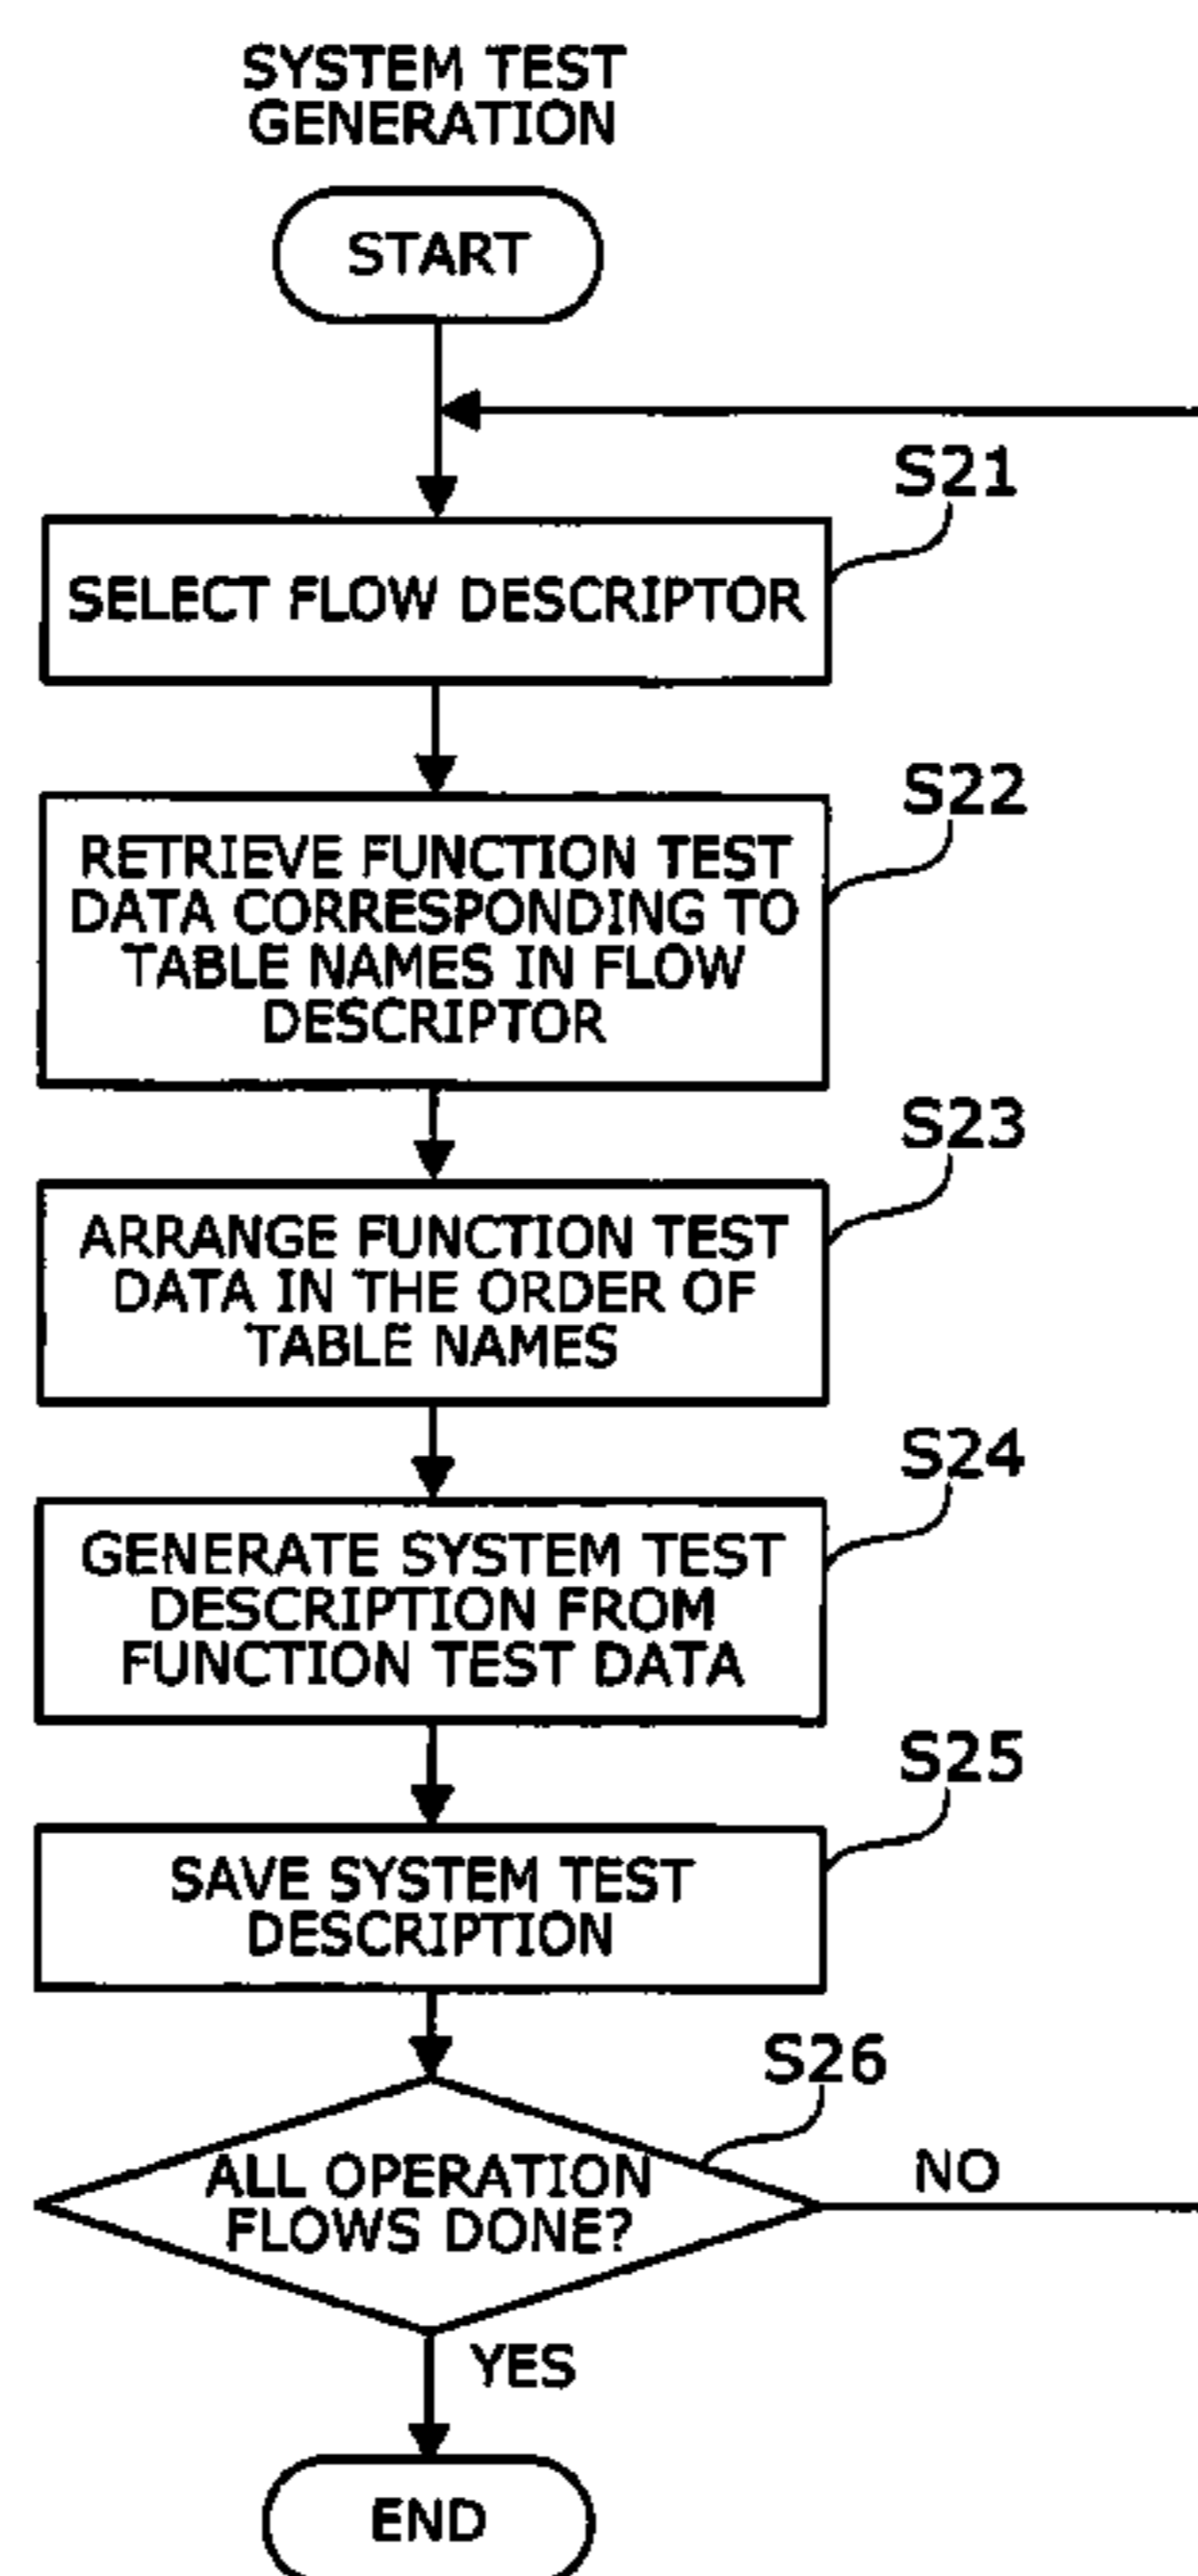 SYSTEM TEST
GENERATION
START
S21
SELECT FLOW DESCRIPTOR
S22
RETRIEVE FUNCTION TEST
DATA CORRESPONDING TO
TABLE NAMES IN FLOW
DESCRIPTOR
S23
ARRANGE FUNCTION TEST
DATA IN THE ORDER OF
TABLE NAMES
S24
GENERATE SYSTEM TEST
DESCRIPTION FROM
FUNCTION TEST DATA
S25
SAVE SYSTEM TEST
DESCRIPTION
S26
ALL OPERATION
FLOWS DONE?
NO
YES
END